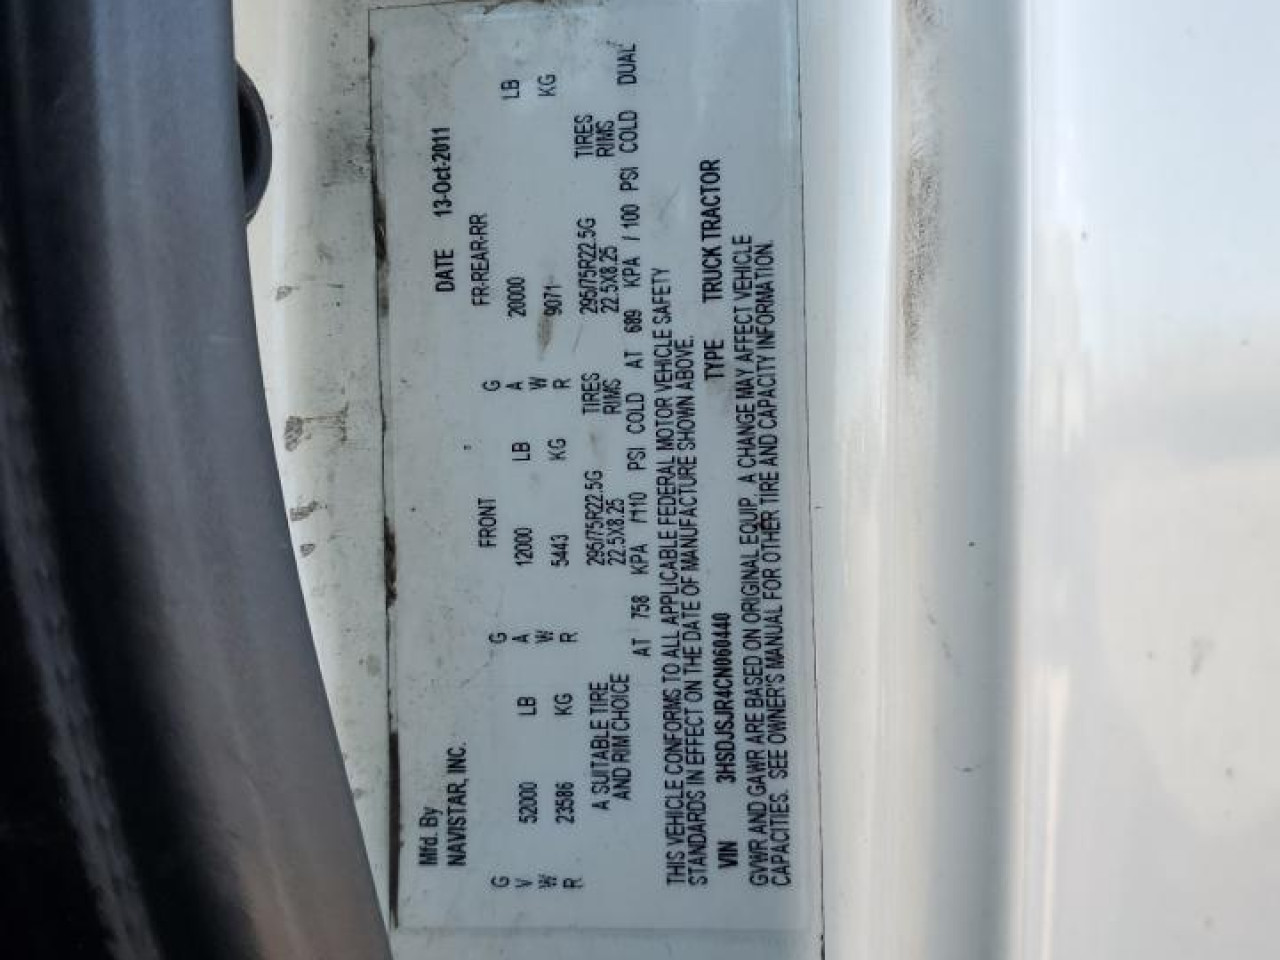 Mfd. By
NAVISTAR, INC.
DATE 13-Oct-2011
FRONT FR-REAR-RR
G
V
W
R
52000 LB
23586 KG
G
A
W
R
12000 LB
5443 KG
G
A
W
R
20000 LB
9071 KG
A SUITABLE TIRE
AND RIM CHOICE
295/75R22.5G TIRES 295/75R22.5G TIRES
22.5X8.25 RIMS 22.5X8.25 RIMS
AT 758 KPA /110 PSI COLD AT 689 KPA / 100 PSI COLD DUAL
THIS VEHICLE CONFORMS TO ALL APPLICABLE FEDERAL MOTOR VEHICLE SAFETY
STANDARDS IN EFFECT ON THE DATE OF MANUFACTURE SHOWN ABOVE.
VIN 3HSDJSJR4CN060440 TYPE TRUCK TRACTOR
GVWR AND GAWR ARE BASED ON ORIGINAL EQUIP. A CHANGE MAY AFFECT VEHICLE
CAPACITIES. SEE OWNER'S MANUAL FOR OTHER TIRE AND CAPACITY INFORMATION.